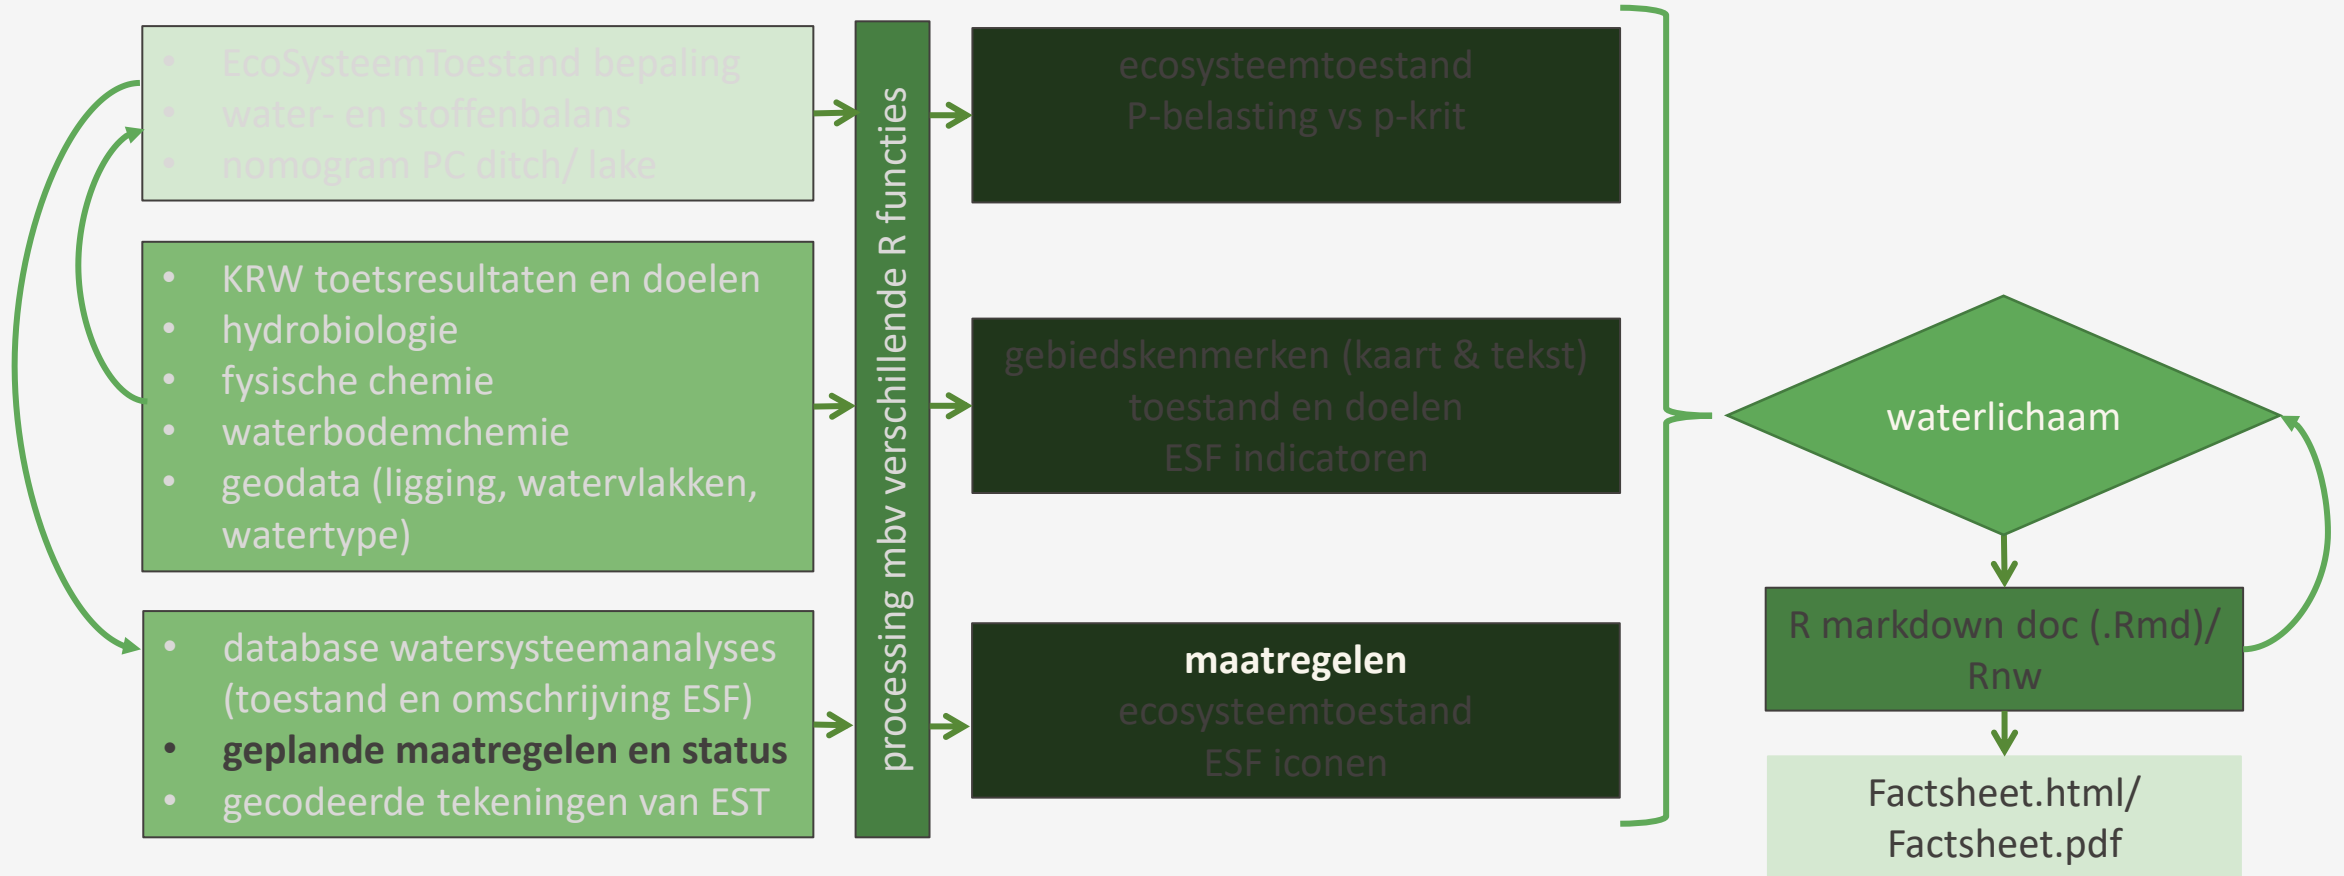 • EcoSysteemToestand bepaling
• water- en stoffenbalans
• nomogram PC ditch/ lake
• KRW toetsresultaten en doelen
• hydrobiologie
• fysische chemie
• waterbodemchemie
• geodata (ligging, watervlakken,
watertype)
• database watersysteemanalyses
(toestand en omschrijving ESF)
• geplande maatregelen en status
• gecodeerde tekeningen van EST
processing mbv verschillende R functies
ecosysteemtoestand
P-belasting vs p-krit
gebiedskenmerken (kaart & tekst)
toestand en doelen
ESF indicatoren
maatregelen
ecosysteemtoestand
ESF iconen
waterlichaam
R markdown doc (.Rmd)/
Rnw
Factsheet.html/
Factsheet.pdf